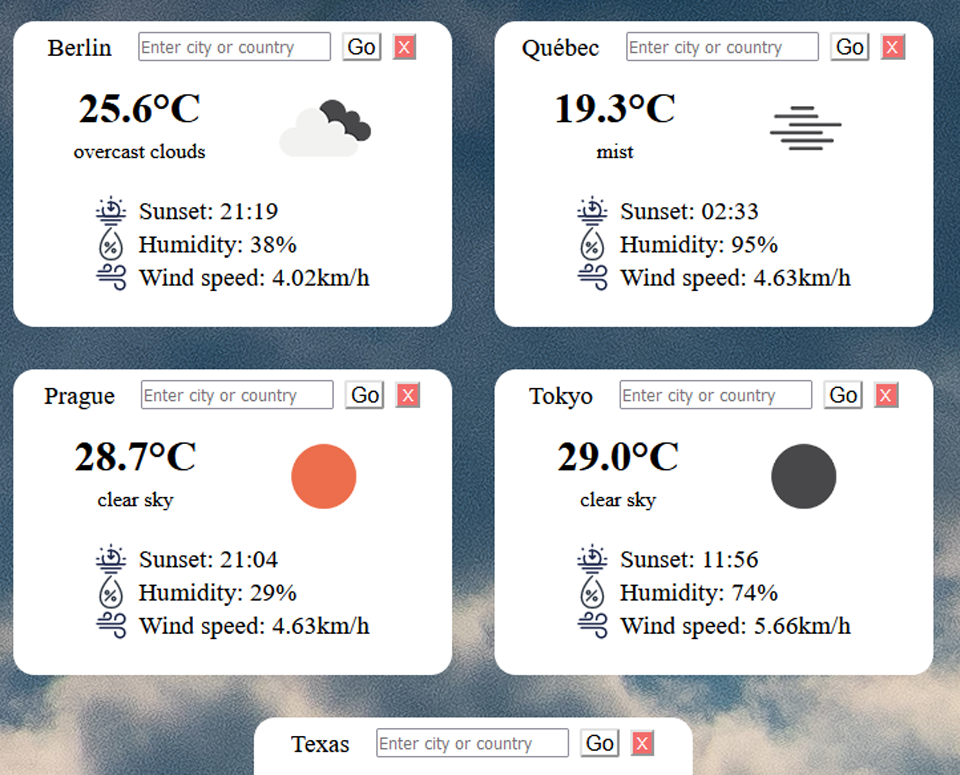 Berlin Enter city or country Go X
25.6°C
overcast clouds
Sunset: 21:19
Humidity: 38%
Wind speed: 4.02km/h
Québec Enter city or country Go X
19.3°C
mist
Sunset: 02:33
Humidity: 95%
Wind speed: 4.63km/h
Prague Enter city or country Go X
28.7°C
clear sky
Sunset: 21:04
Humidity: 29%
Wind speed: 4.63km/h
Tokyo Enter city or country Go X
29.0°C
clear sky
Sunset: 11:56
Humidity: 74%
Wind speed: 5.66km/h
Texas Enter city or country Go X